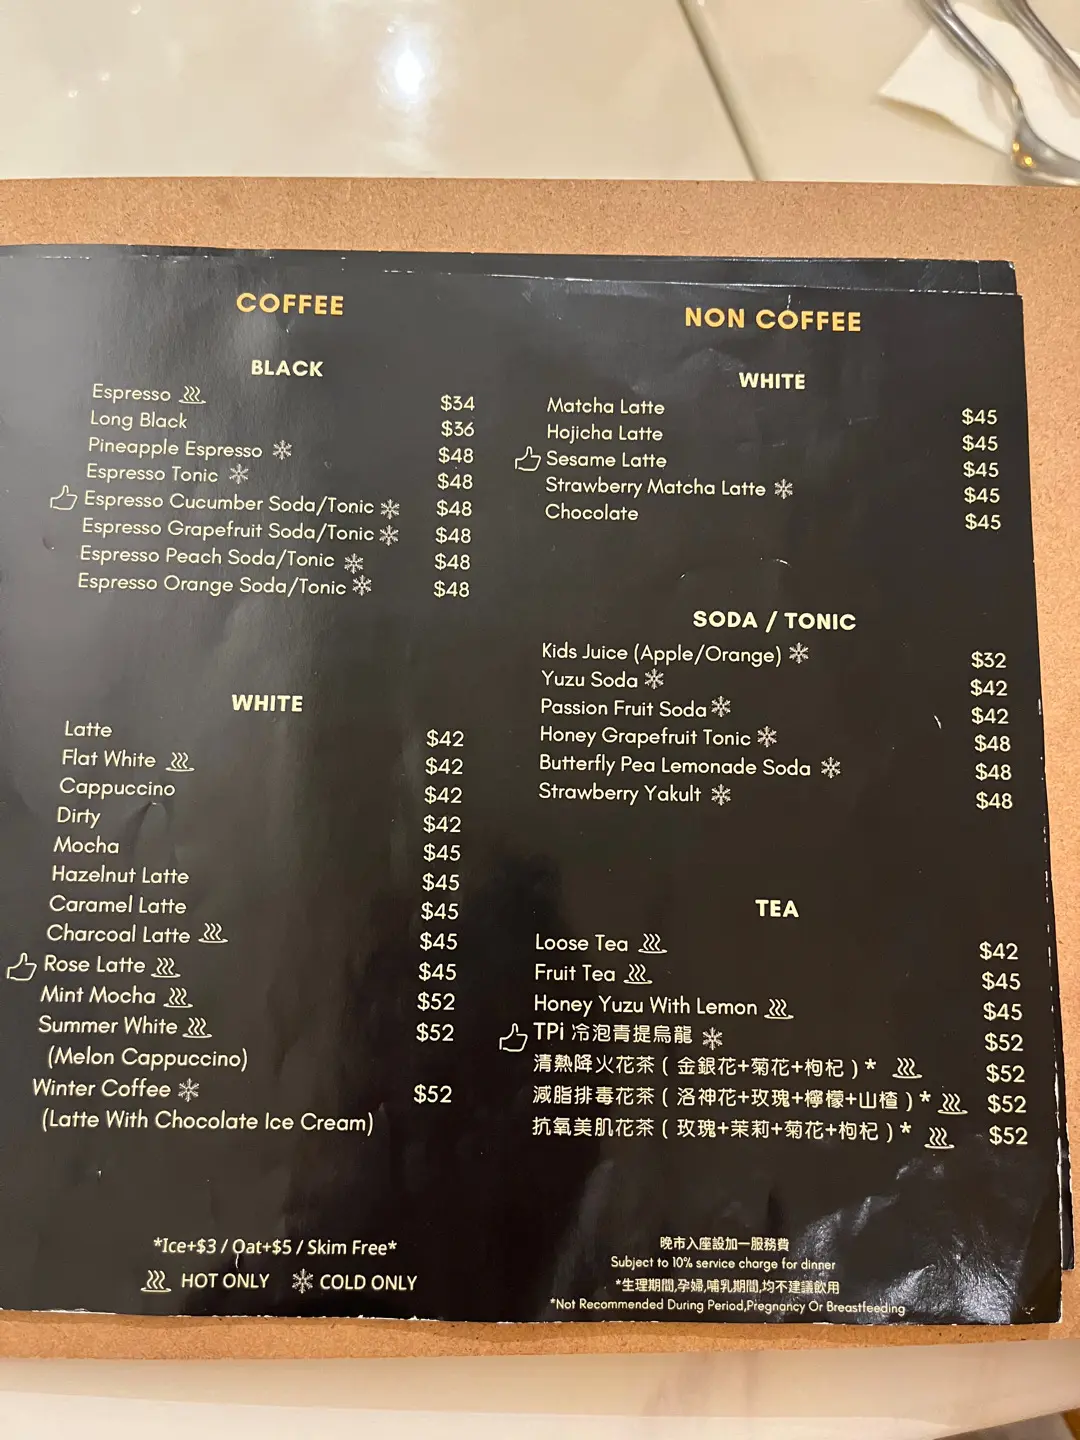 COFFEE
BLACK
Espresso $34
Long Black $36
Pineapple Espresso $48
Espresso Tonic $48
Espresso Cucumber Soda/Tonic $48
Espresso Grapefruit Soda/Tonic $48
Espresso Peach Soda/Tonic $48
Espresso Orange Soda/Tonic $48
WHITE
Latte $42
Flat White $42
Cappuccino $42
Dirty $42
Mocha $45
Hazelnut Latte $45
Caramel Latte $45
Charcoal Latte $45
Rose Latte $45
Mint Mocha $52
Summer White $52
(Melon Cappuccino)
Winter Coffee $52
(Latte With Chocolate Ice Cream)
*Ice+$3 / Oat+$5 / Skim Free*
HOT ONLY COLD ONLY
NON COFFEE
WHITE
Matcha Latte $45
Hojicha Latte $45
Sesame Latte $45
Strawberry Matcha Latte $45
Chocolate $45
SODA / TONIC
Kids Juice (Apple/Orange) $32
Yuzu Soda $42
Passion Fruit Soda $42
Honey Grapefruit Tonic $48
Butterfly Pea Lemonade Soda $48
Strawberry Yakult $48
TEA
Loose Tea $42
Fruit Tea $45
Honey Yuzu With Lemon $45
TPi 冷泡青提烏龍 $52
清熱降火花茶 ( 金銀花+菊花+枸杞 ) * $52
減脂排毒花茶 ( 洛神花+玫瑰+檸檬+山楂 ) * $52
抗氧美肌花茶 ( 玫瑰+茉莉+菊花+枸杞 ) * $52
晚市入座設加一服務費
Subject to 10% service charge for dinner
*生理期間,孕婦,哺乳期間,均不建議飲用
*Not Recommended During Period,Pregnancy Or Breastfeeding